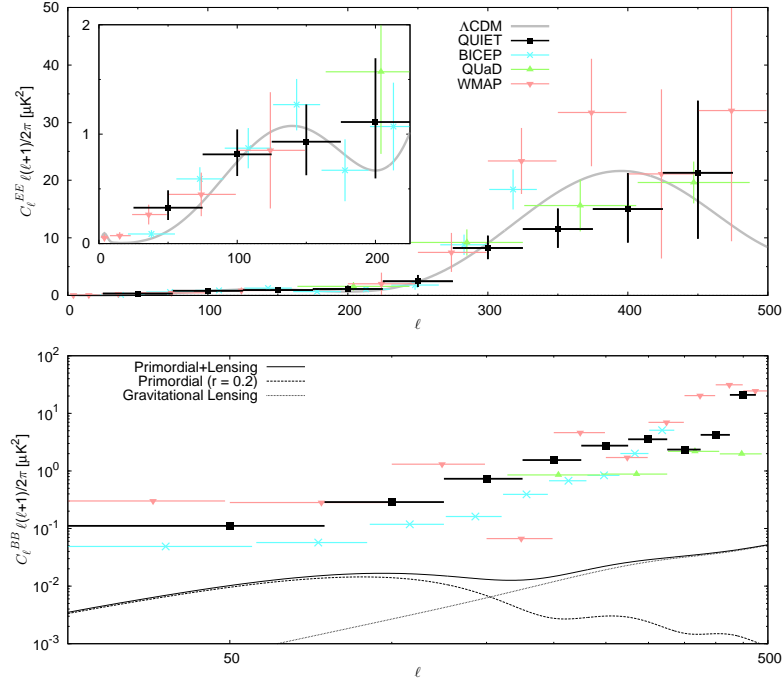 50
40
30
20
10
0
C_ℓ^EE ℓ(ℓ+1)/2π [μK²]
0 100 200 300 400 500
ℓ
2
1
0
0 100 200
ΛCDM
QUIET
BICEP
QUaD
WMAP
10²
10¹
10⁰
10⁻¹
10⁻²
10⁻³
C_ℓ^BB ℓ(ℓ+1)/2π [μK²]
Primordial+Lensing
Primordial (r = 0.2)
Gravitational Lensing
50 500
ℓ